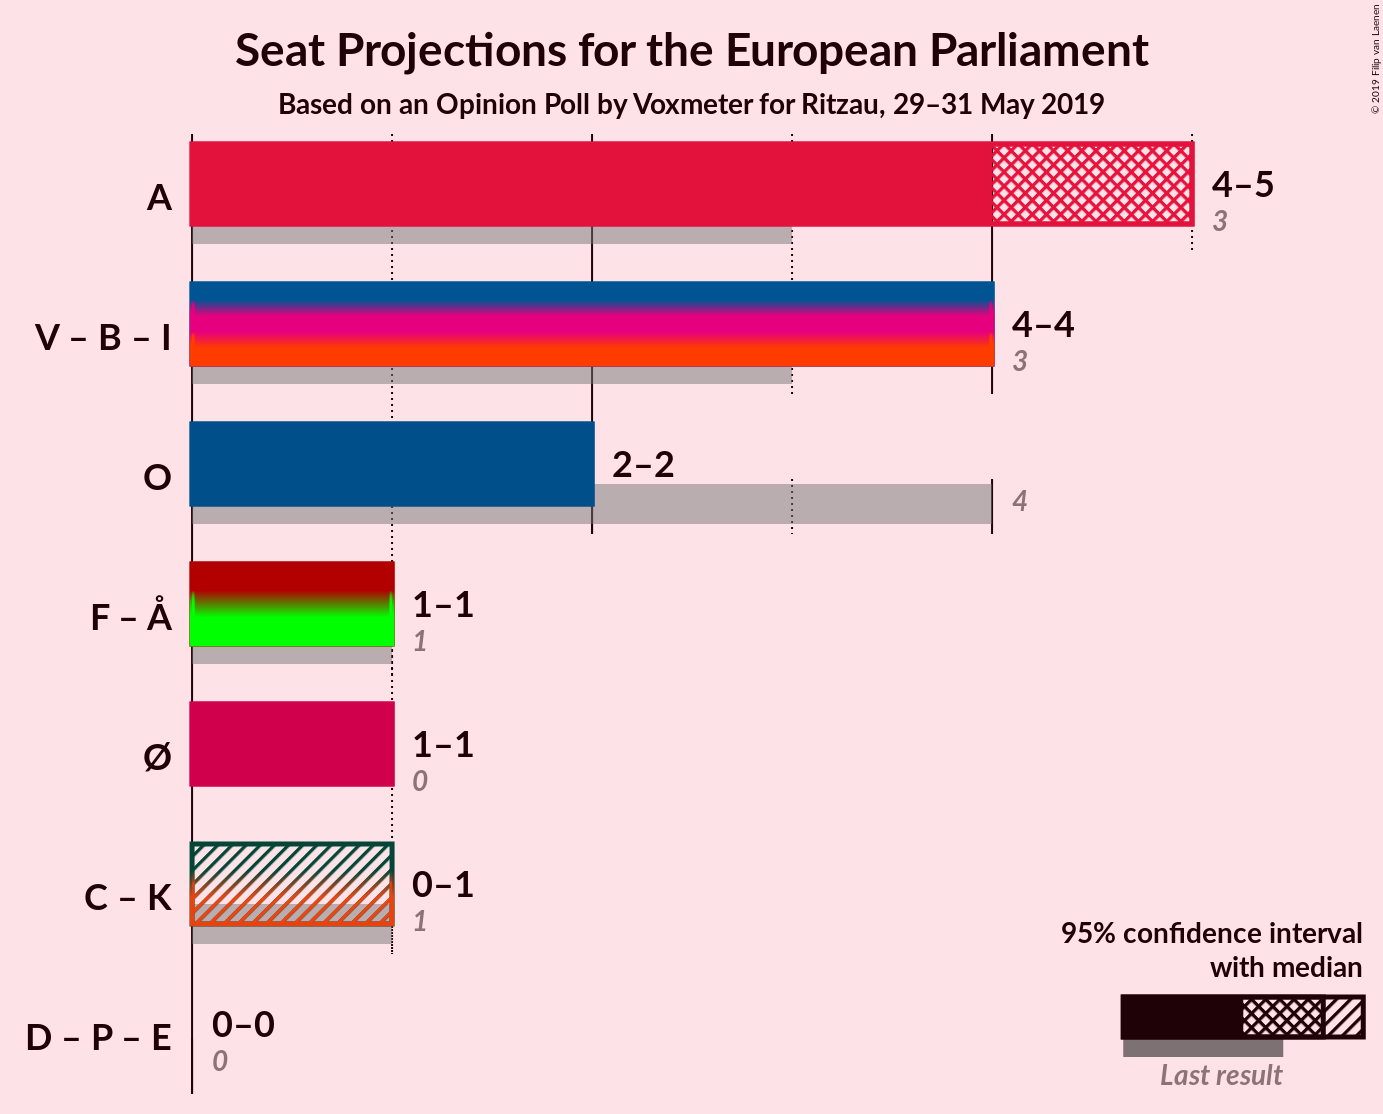 Seat Projections for the European Parliament
Based on an Opinion Poll by Voxmeter for Ritzau, 29–31 May 2019
© 2019 Filip van Laenen
A
4–5
3
V – B – I
4–4
3
O
2–2
4
F – Å
1–1
1
Ø
1–1
0
C – K
0–1
1
D – P – E
0–0
0
95% confidence interval
with median
Last result